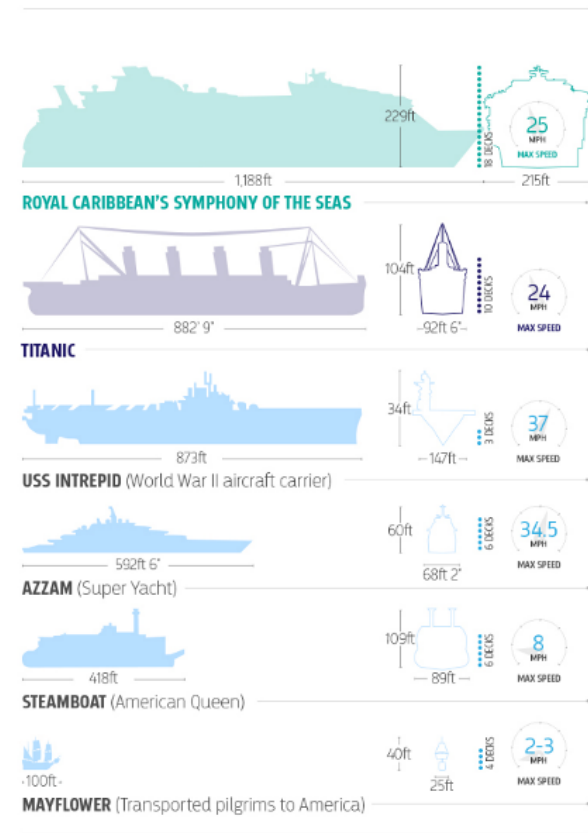 229ft
18 DECKS
25
MPH
MAX SPEED
1,188ft
215ft
ROYAL CARIBBEAN'S SYMPHONY OF THE SEAS
104ft
10 DECKS
24
MPH
MAX SPEED
882' 9"
92ft 6"
TITANIC
34ft
3 DECKS
37
MPH
MAX SPEED
873ft
147ft
USS INTREPID (World War II aircraft carrier)
60ft
6 DECKS
34.5
MPH
MAX SPEED
592ft 6"
68ft 2"
AZZAM (Super Yacht)
109ft
6 DECKS
8
MPH
MAX SPEED
418ft
89ft
STEAMBOAT (American Queen)
40ft
4 DECKS
2-3
MPH
MAX SPEED
100ft
25ft
MAYFLOWER (Transported pilgrims to America)